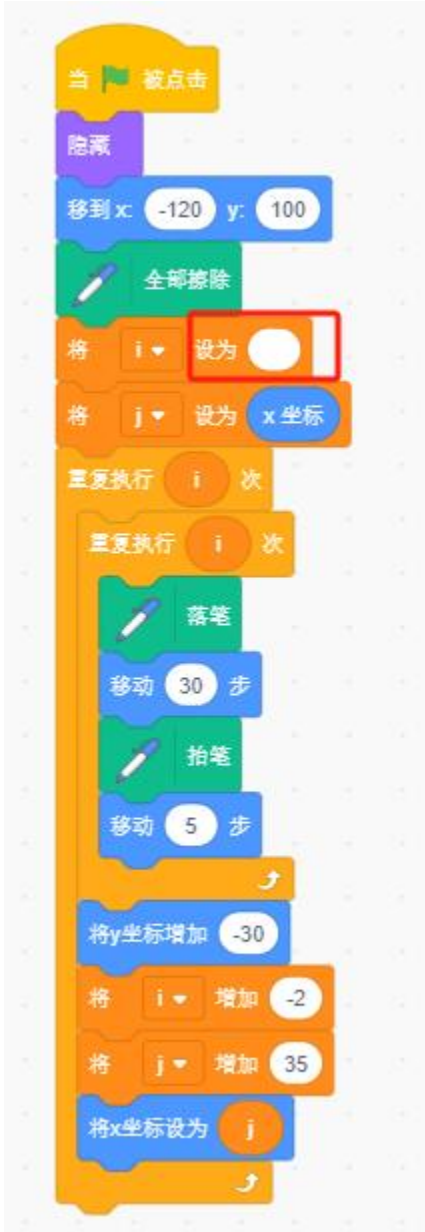 当 被点击
隐藏
移到 x: -120 y: 100
全部擦除
将 i 设为
将 j 设为 x 坐标
重复执行 i 次
重复执行 i 次
落笔
移动 30 步
抬笔
移动 5 步
将y坐标增加 -30
将 i 增加 -2
将 j 增加 35
将x坐标设为 j